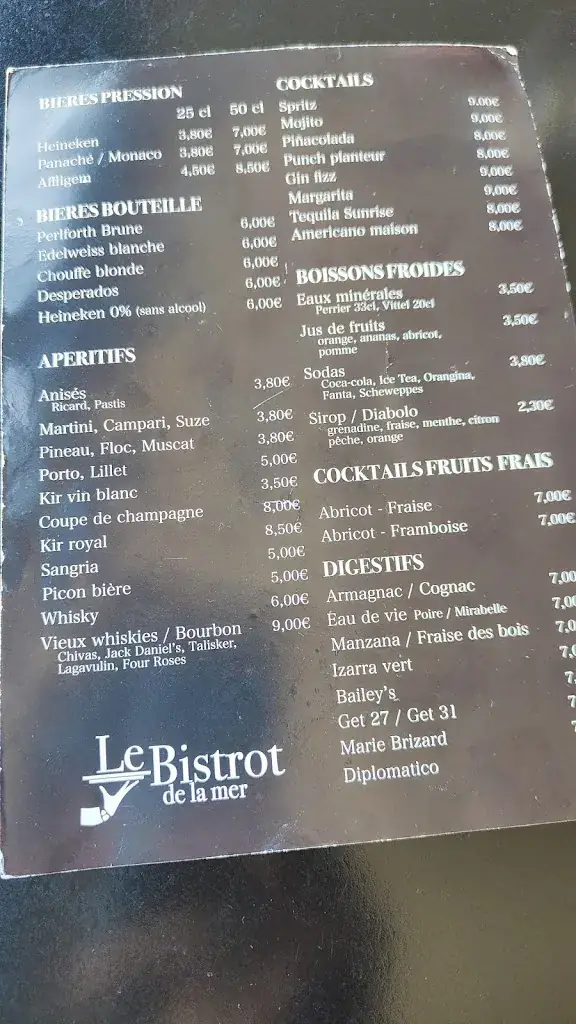 BIERES PRESSION
25 cl 50 cl
Heineken 3,80€ 7,00€
Panaché / Monaco 3,80€ 7,00€
Affligem 4,50€ 8,50€
BIERES BOUTEILLE
Perlforth Brune 6,00€
Edelweiss blanche 6,00€
Chouffe blonde 6,00€
Desperados 6,00€
Heineken 0% (sans alcool) 6,00€
APERITIFS
Anisés 3,80€
Ricard, Pastis
Martini, Campari, Suze 3,80€
Pineau, Floc, Muscat 3,80€
Porto, Lillet 5,00€
Kir vin blanc 3,50€
Coupe de champagne 8,00€
Kir royal 8,50€
Sangria 5,00€
Picon bière 5,00€
Whisky 6,00€
Vieux whiskies / Bourbon 9,00€
Chivas, Jack Daniel's, Talisker,
Lagavulin, Four Roses
Le Bistrot
de la mer
COCKTAILS
Spritz 9,00€
Mojito 9,00€
Piñacolada 8,00€
Punch planteur 8,00€
Gin fizz 9,00€
Margarita 9,00€
Tequila Sunrise 8,00€
Americano maison 8,00€
BOISSONS FROIDES
Eaux minérales 3,50€
Perrier 33cl, Vittel 20cl
Jus de fruits 3,50€
orange, ananas, abricot,
pomme
Sodas 3,80€
Coca-cola, Ice Tea, Orangina,
Fanta, Scheweppes
Sirop / Diabolo 2,30€
grenadine, fraise, menthe, citron
pêche, orange
COCKTAILS FRUITS FRAIS
Abricot - Fraise 7,00€
Abricot - Framboise 7,00€
DIGESTIFS
Armagnac / Cognac 7,00
Eau de vie Poire / Mirabelle 7,00
Manzana / Fraise des bois 7,0
Izarra vert 7,0
Bailey's 7,
Get 27 / Get 31 7
Marie Brizard
Diplomatico